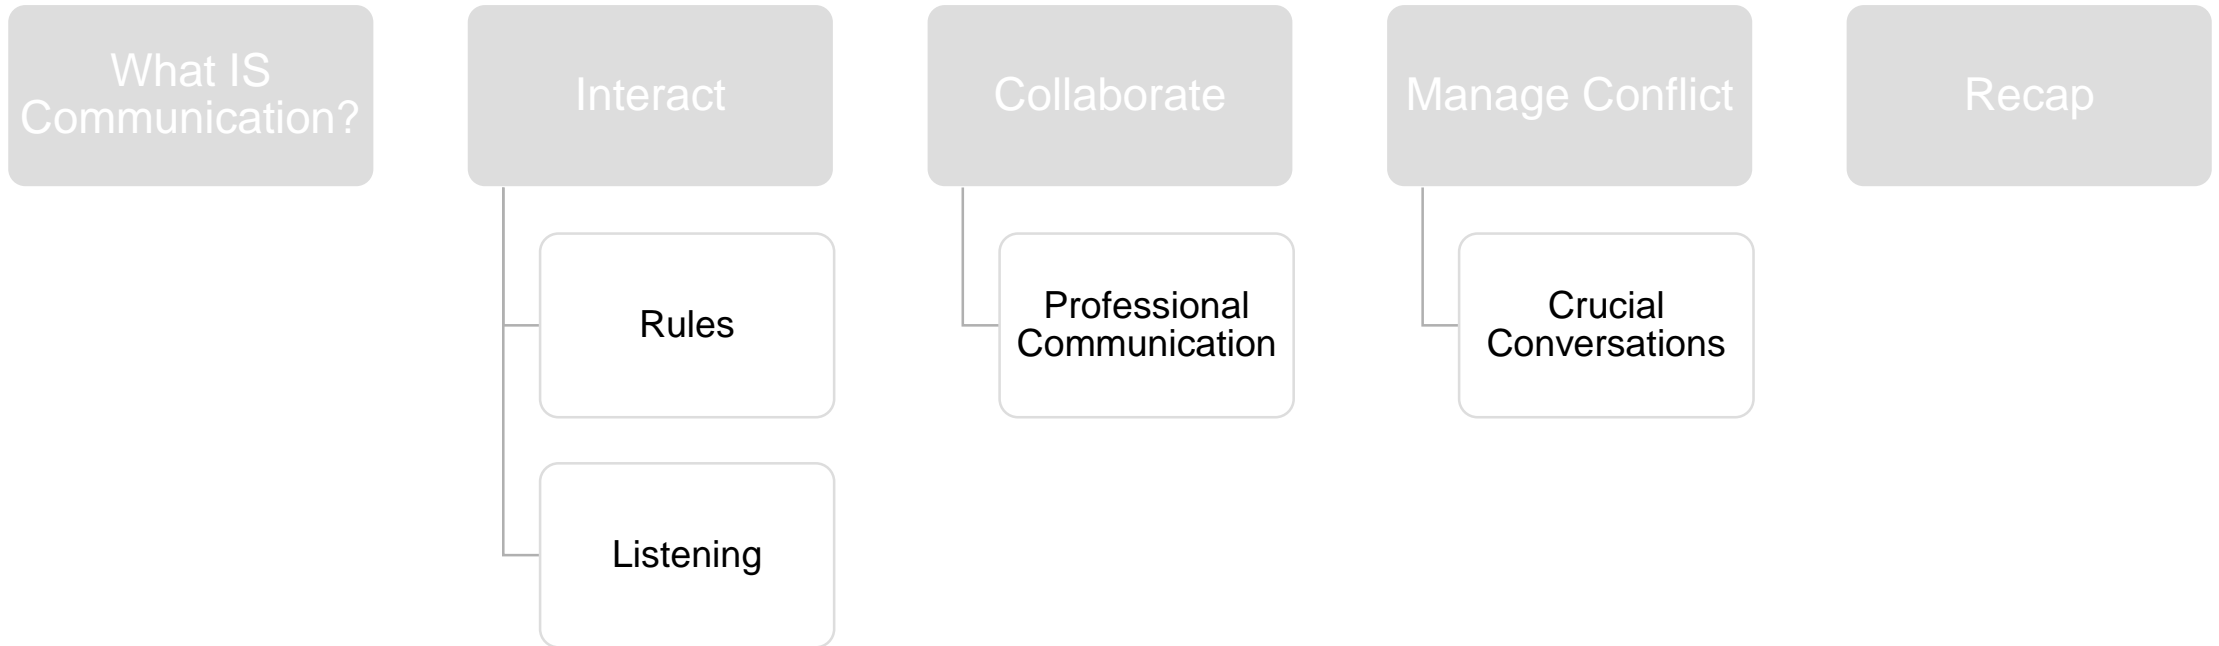 What IS
Communication?
Interact
Rules
Listening
Collaborate
Professional
Communication
Manage Conflict
Crucial
Conversations
Recap